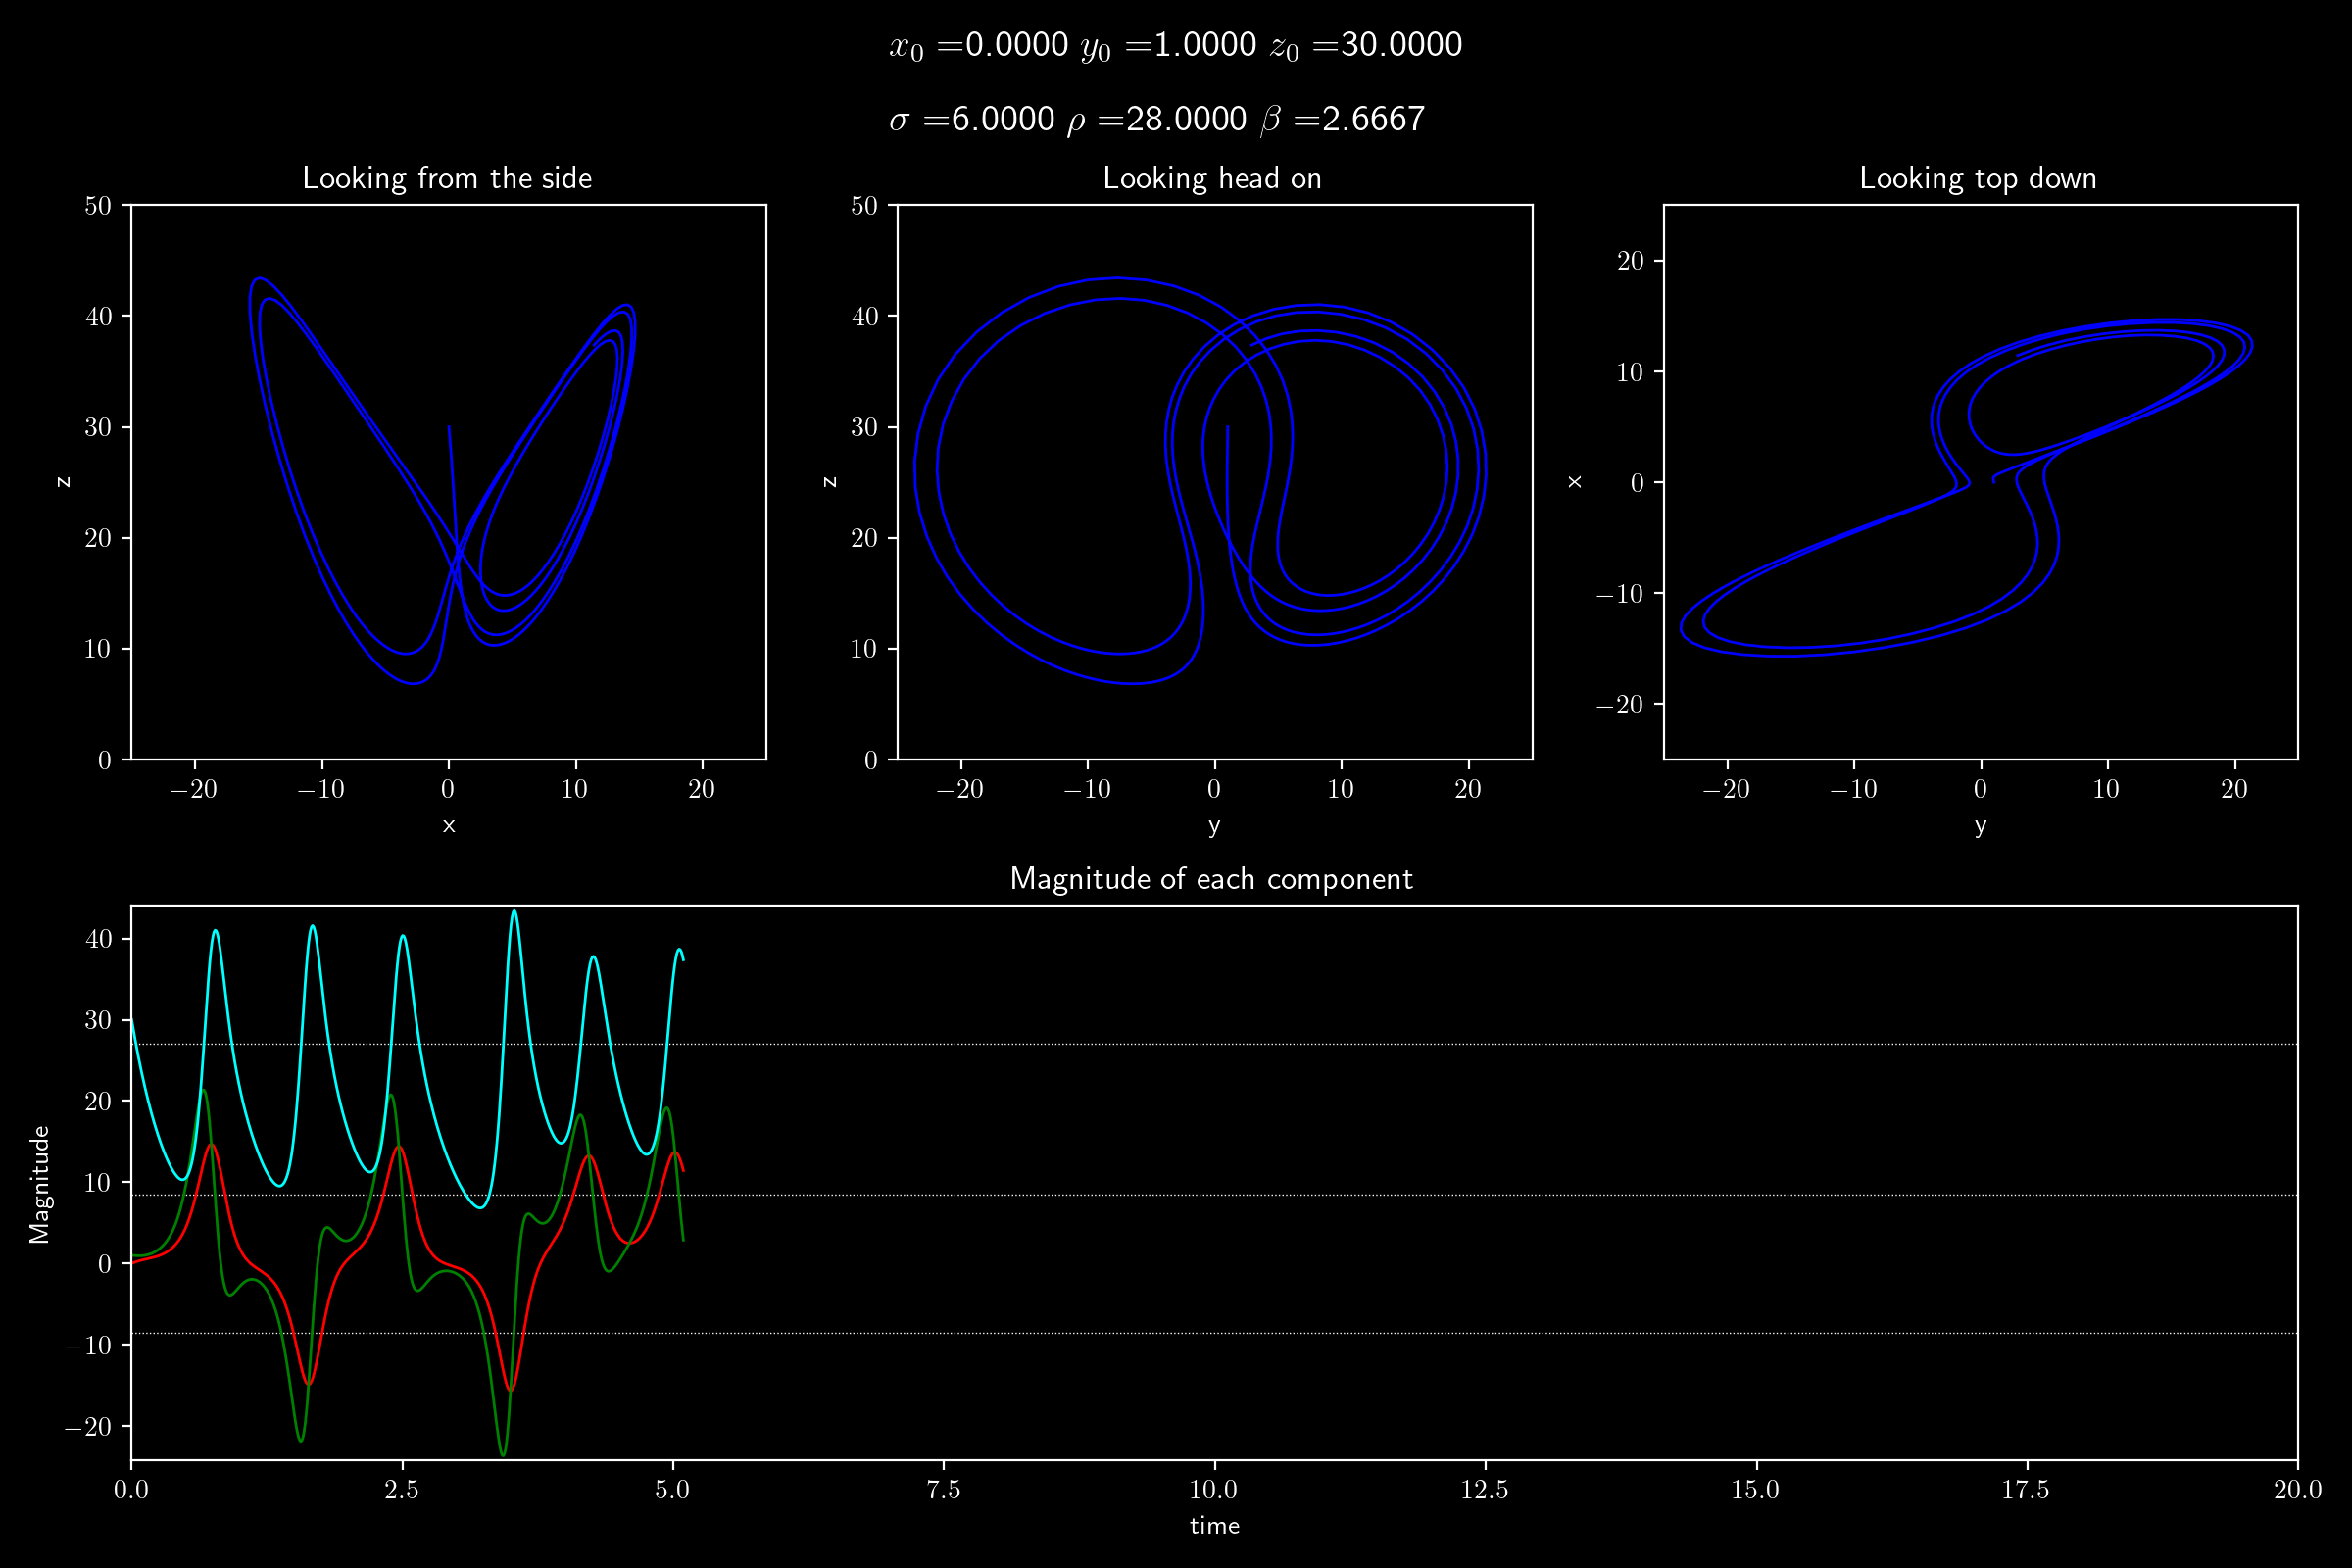 x₀ =0.0000 y₀ =1.0000 z₀ =30.0000
σ =6.0000 ρ =28.0000 β =2.6667
Looking from the side
50
40
30
20
10
0
z
−20 −10 0 10 20
x
Looking head on
50
40
30
20
10
0
z
−20 −10 0 10 20
y
Looking top down
20
10
0
−10
−20
x
−20 −10 0 10 20
y
Magnitude of each component
40
30
20
10
0
−10
−20
Magnitude
0.0 2.5 5.0 7.5 10.0 12.5 15.0 17.5 20.0
time